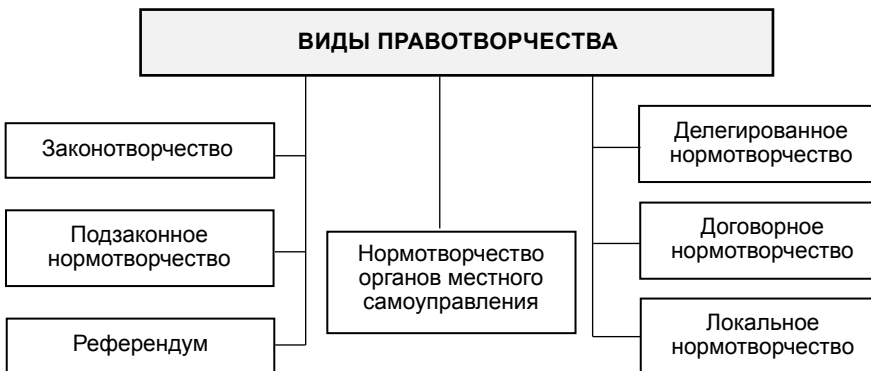 ВИДЫ ПРАВОТВОРЧЕСТВА
Законотворчество
Подзаконное
нормотворчество
Референдум
Нормотворчество
органов местного
самоуправления
Делегированное
нормотворчество
Договорное
нормотворчество
Локальное
нормотворчество